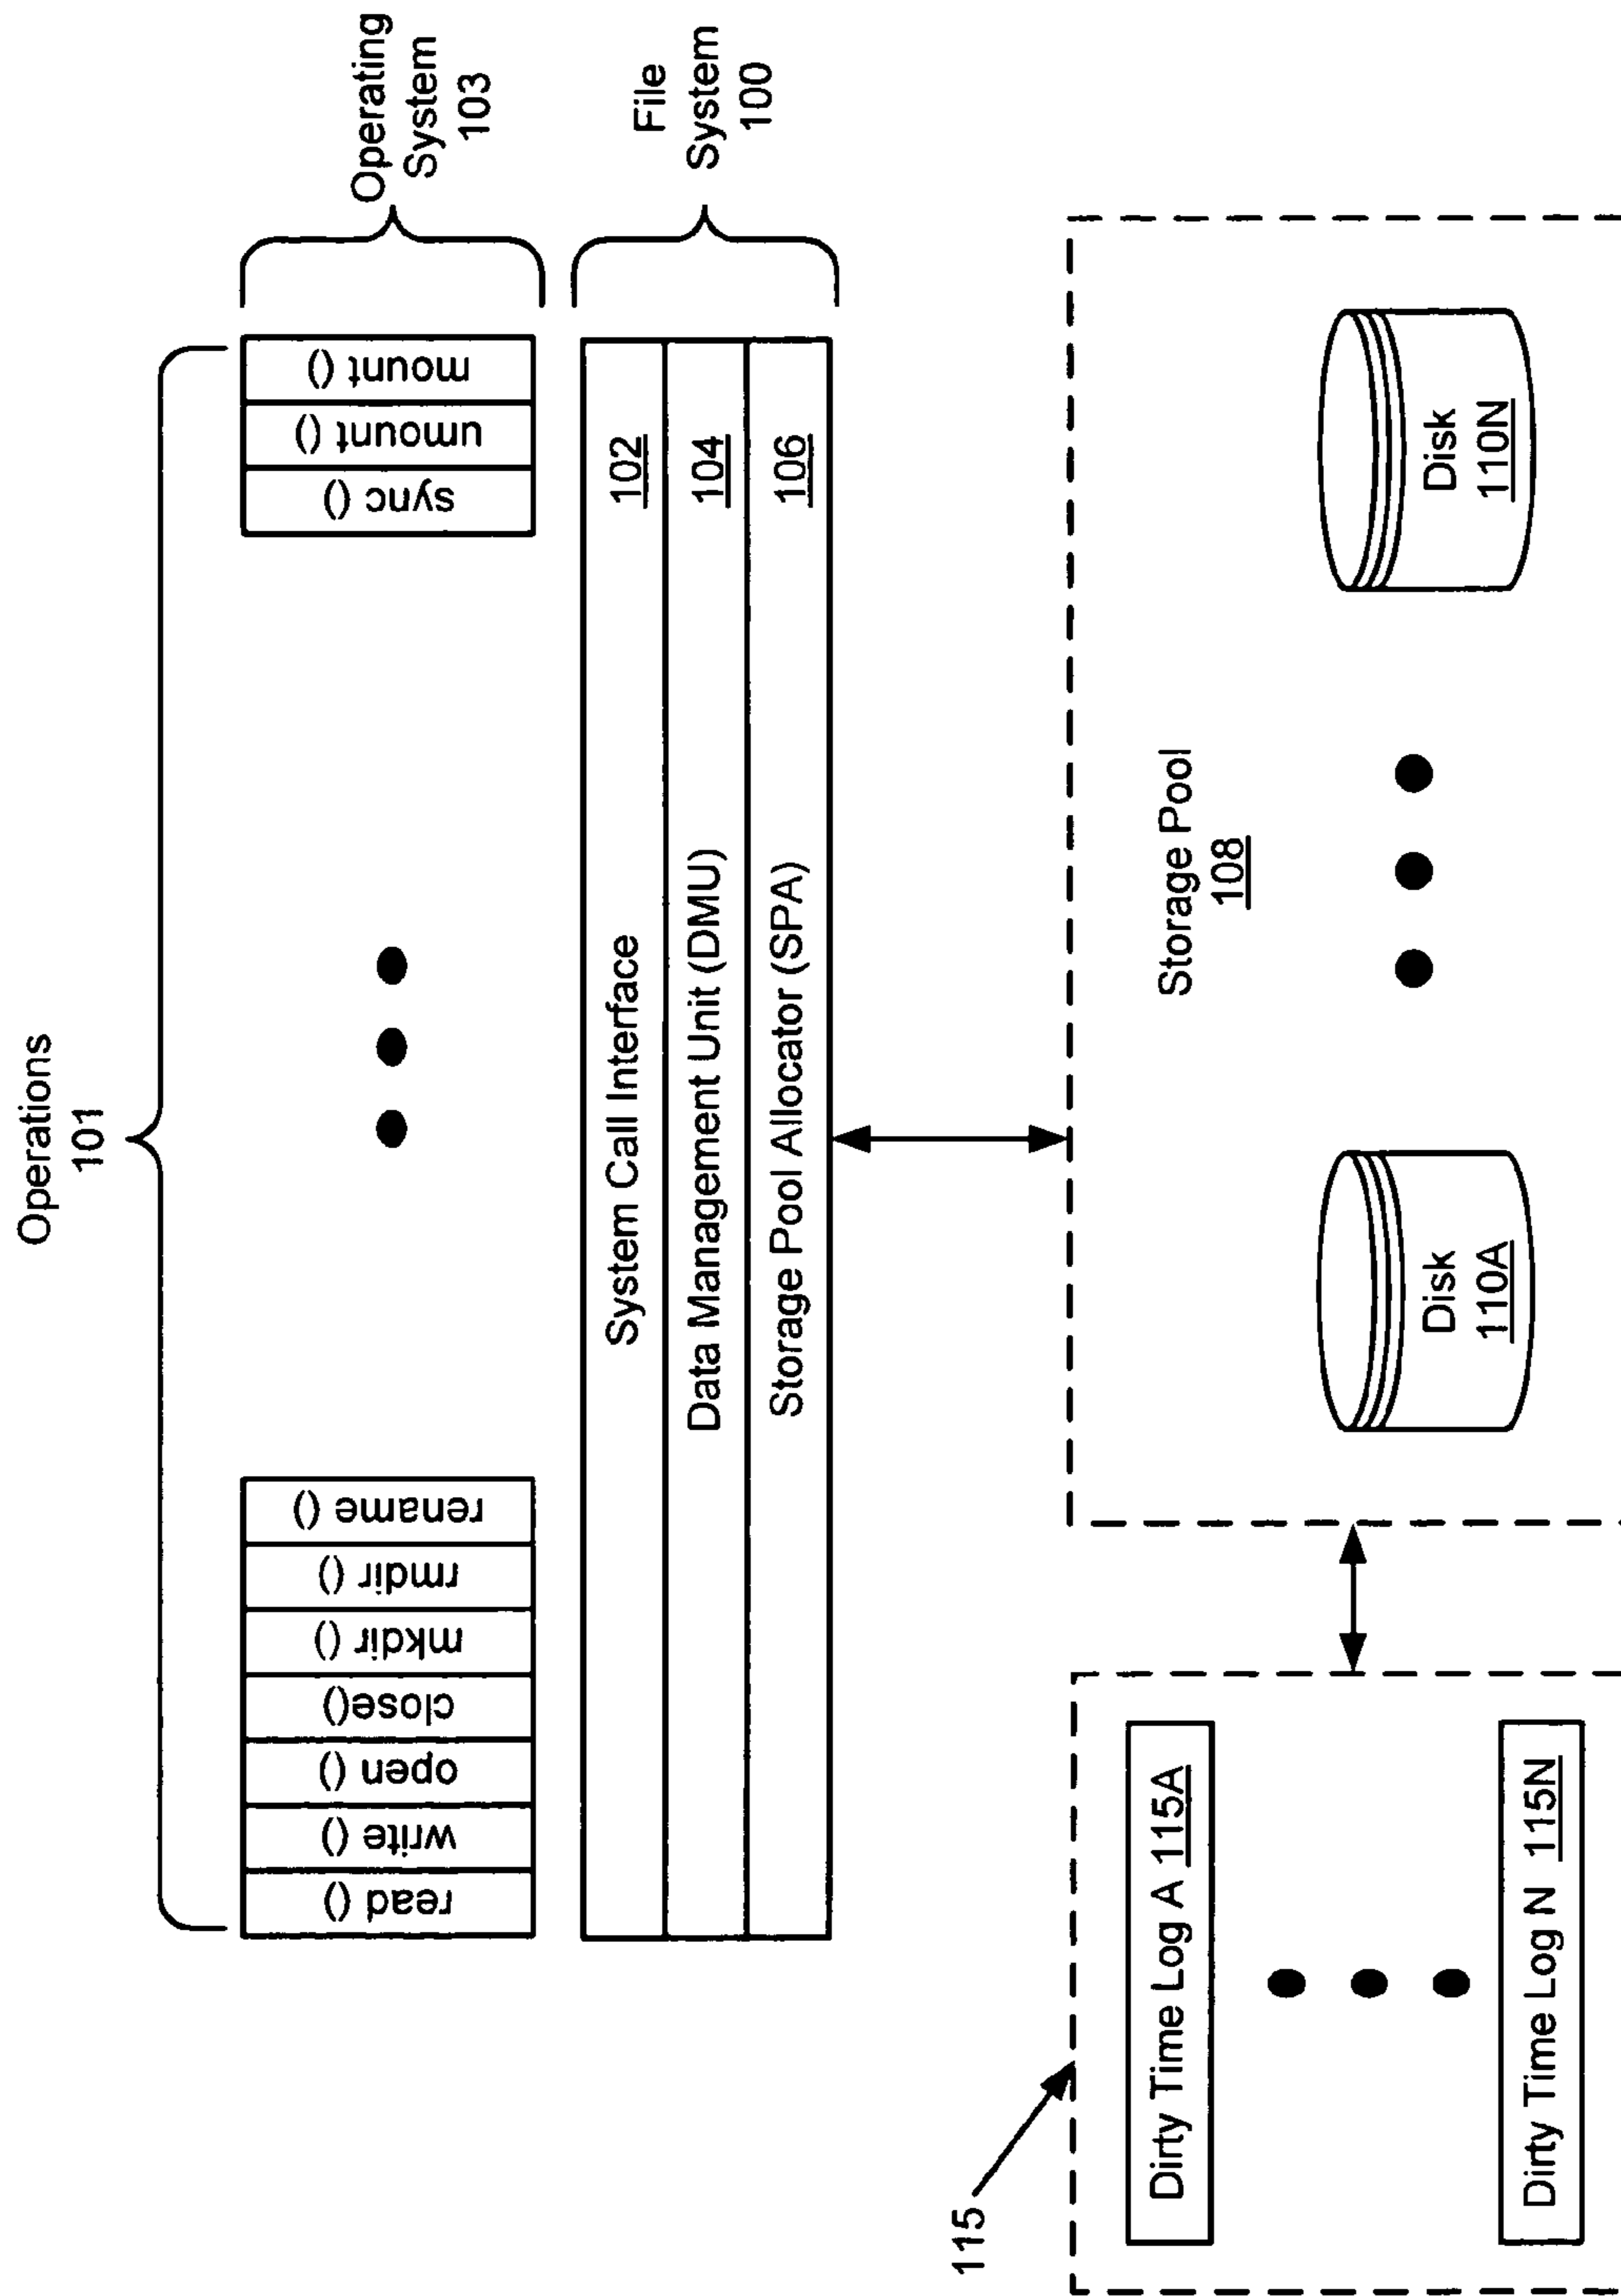 Operations
101
Operating
System
103
read ()
write ()
open ()
close()
mkdir ()
rmdir ()
rename ()
sync ()
umount ()
mount ()
File
System
100
System Call Interface 102
Data Management Unit (DMU) 104
Storage Pool Allocator (SPA) 106
115
Dirty Time Log A 115A
Dirty Time Log N 115N
Storage Pool
108
Disk
110A
Disk
110N